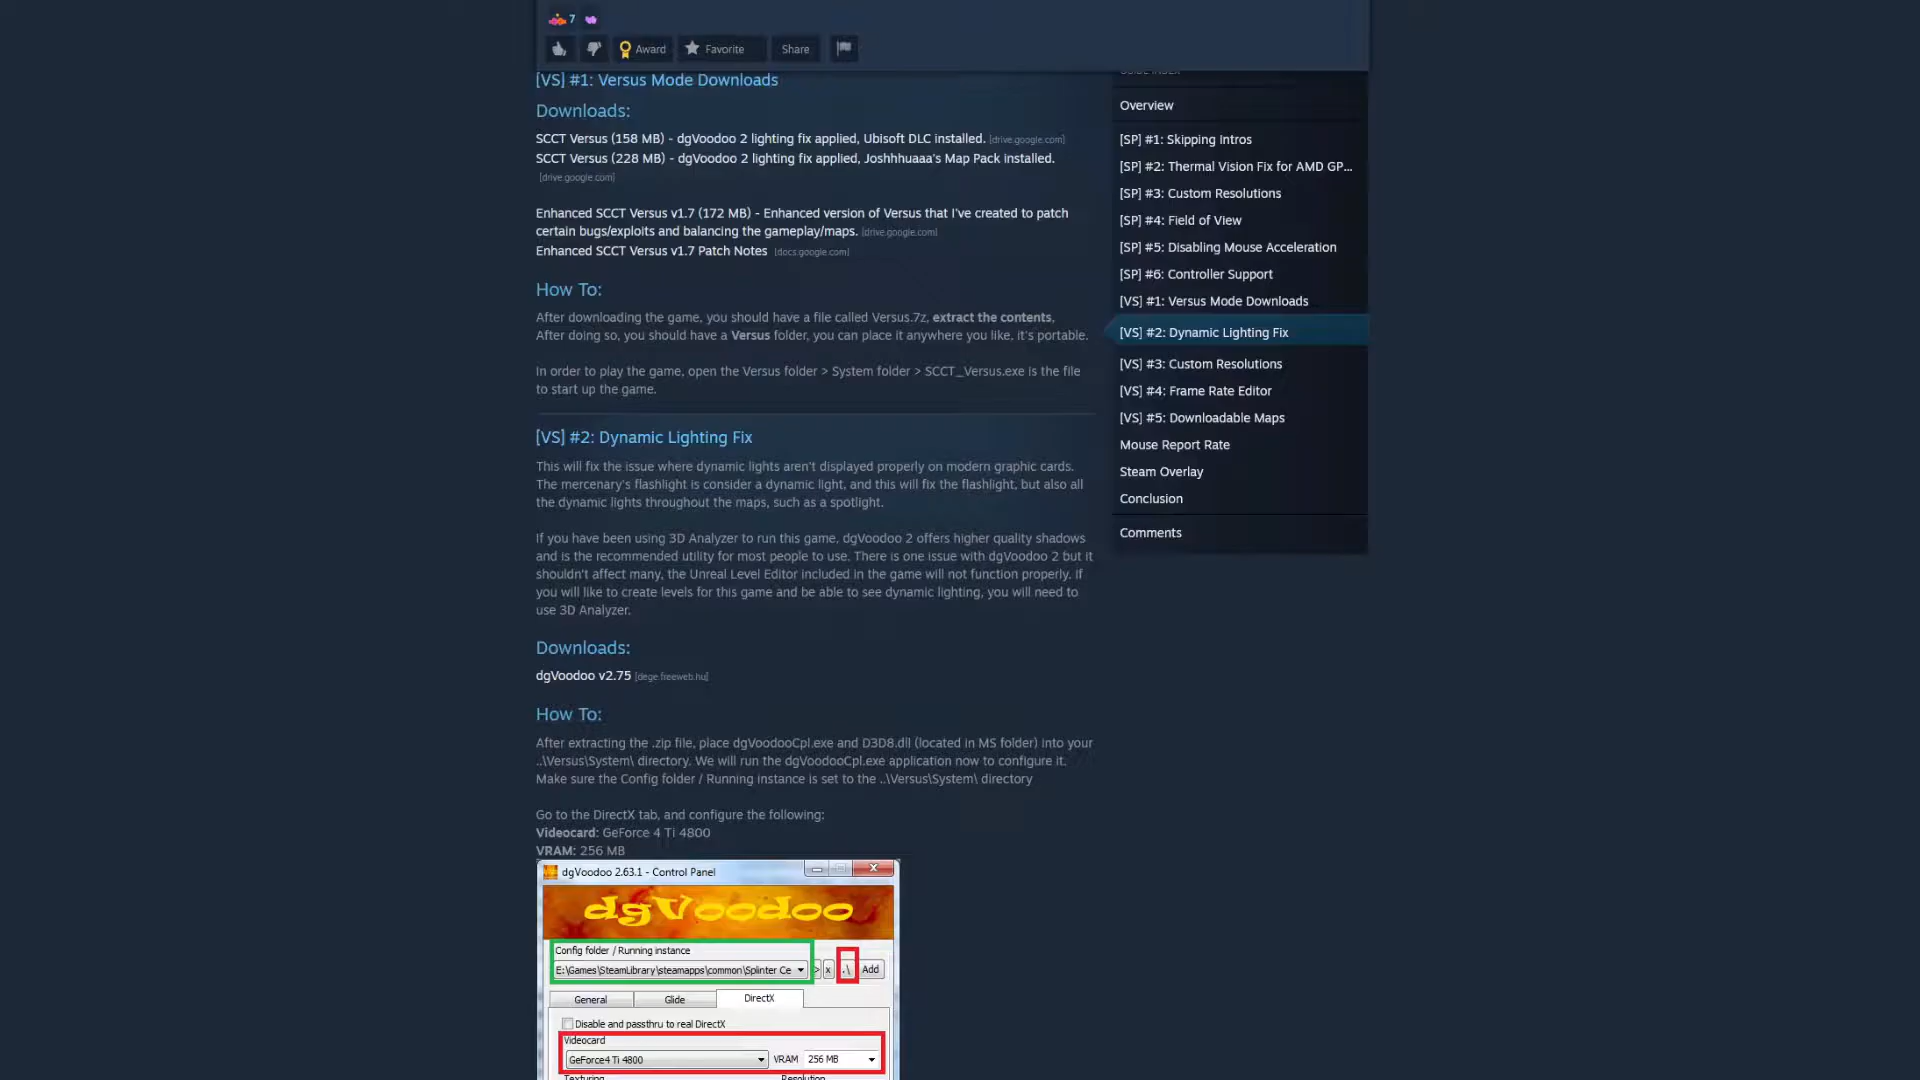 7
Award
Favorite
Share
[VS] #1: Versus Mode Downloads
Downloads:
SCCT Versus (158 MB) - dgVoodoo 2 lighting fix applied, Ubisoft DLC installed. [drive.google.com]
SCCT Versus (228 MB) - dgVoodoo 2 lighting fix applied, Joshhhuaaa's Map Pack installed.
[drive.google.com]
Enhanced SCCT Versus v1.7 (172 MB) - Enhanced version of Versus that I've created to patch
certain bugs/exploits and balancing the gameplay/maps. [drive.google.com]
Enhanced SCCT Versus v1.7 Patch Notes [docs.google.com]
How To:
After downloading the game, you should have a file called Versus.7z, extract the contents.
After doing so, you should have a Versus folder, you can place it anywhere you like, it's portable.
In order to play the game, open the Versus folder > System folder > SCCT_Versus.exe is the file
to start up the game.
[VS] #2: Dynamic Lighting Fix
This will fix the issue where dynamic lights aren't displayed properly on modern graphic cards.
The mercenary's flashlight is consider a dynamic light, and this will fix the flashlight, but also all
the dynamic lights throughout the maps, such as a spotlight.
If you have been using 3D Analyzer to run this game, dgVoodoo 2 offers higher quality shadows
and is the recommended utility for most people to use. There is one issue with dgVoodoo 2 but it
shouldn't affect many, the Unreal Level Editor included in the game will not function properly. If
you will like to create levels for this game and be able to see dynamic lighting, you will need to
use 3D Analyzer.
Downloads:
dgVoodoo v2.75 [dege.freeweb.hu]
How To:
After extracting the .zip file, place dgVoodooCpl.exe and D3D8.dll (located in MS folder) into your
..\Versus\System\ directory. We will run the dgVoodooCpl.exe application now to configure it.
Make sure the Config folder / Running instance is set to the ..\Versus\System\ directory
Go to the DirectX tab, and configure the following:
Videocard: GeForce 4 Ti 4800
VRAM: 256 MB
dgVoodoo 2.63.1 - Control Panel
dgVoodoo
Config folder / Running instance
E:\Games\SteamLibrary\steamapps\common\Splinter Ce
> x .\ Add
General
Glide
DirectX
Disable and passthru to real DirectX
Videocard
GeForce4 Ti 4800
VRAM
256 MB
Texturing
Resolution
GUIDE INDEX
Overview
[SP] #1: Skipping Intros
[SP] #2: Thermal Vision Fix for AMD GP...
[SP] #3: Custom Resolutions
[SP] #4: Field of View
[SP] #5: Disabling Mouse Acceleration
[SP] #6: Controller Support
[VS] #1: Versus Mode Downloads
[VS] #2: Dynamic Lighting Fix
[VS] #3: Custom Resolutions
[VS] #4: Frame Rate Editor
[VS] #5: Downloadable Maps
Mouse Report Rate
Steam Overlay
Conclusion
Comments